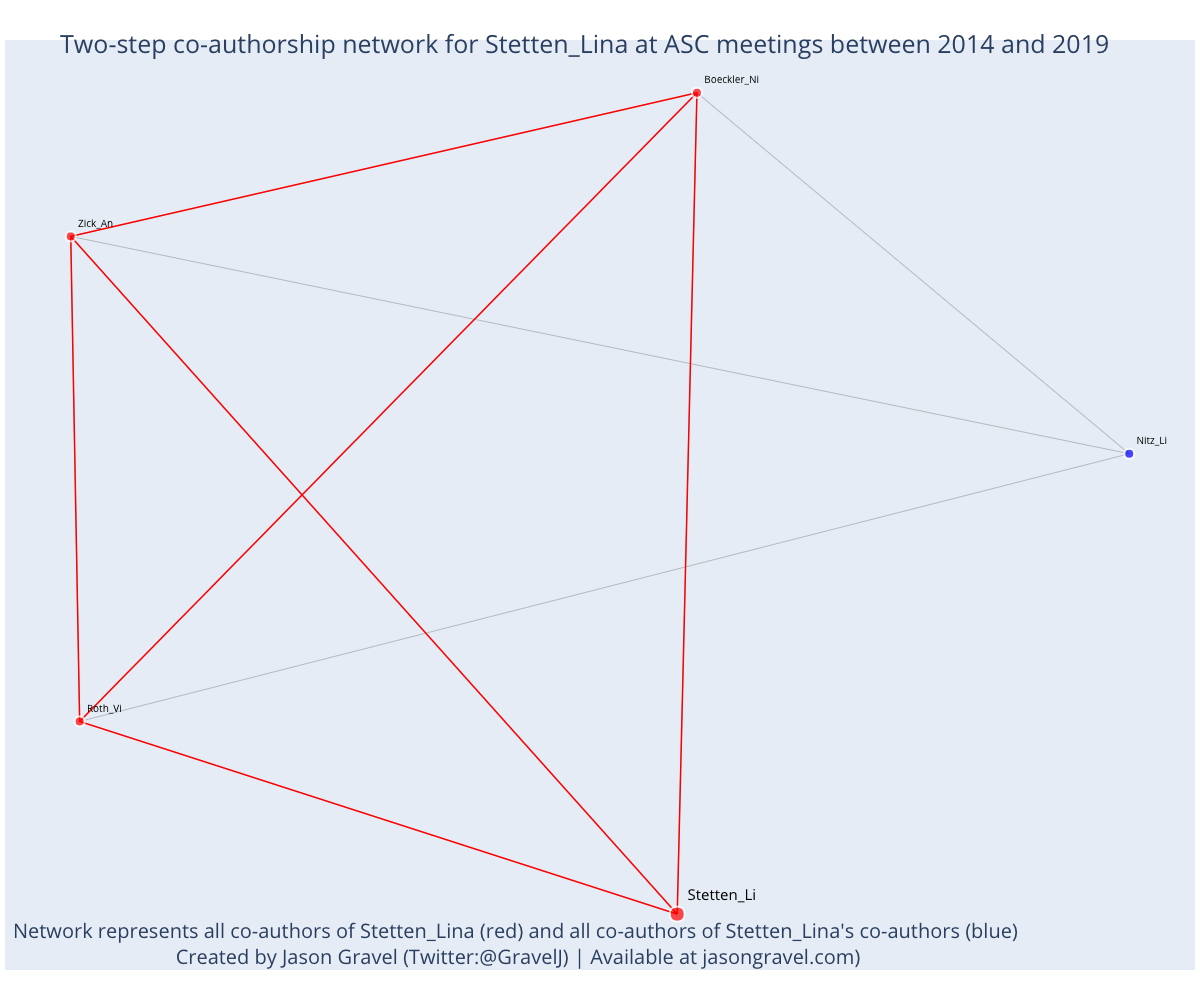 Two-step co-authorship network for Stetten_Lina at ASC meetings between 2014 and 2019
Boeckler_Ni
Zick_An
Nitz_Li
Roth_Vi
Stetten_Li
Network represents all co-authors of Stetten_Lina (red) and all co-authors of Stetten_Lina's co-authors (blue)
Created by Jason Gravel (Twitter:@GravelJ) | Available at jasongravel.com)